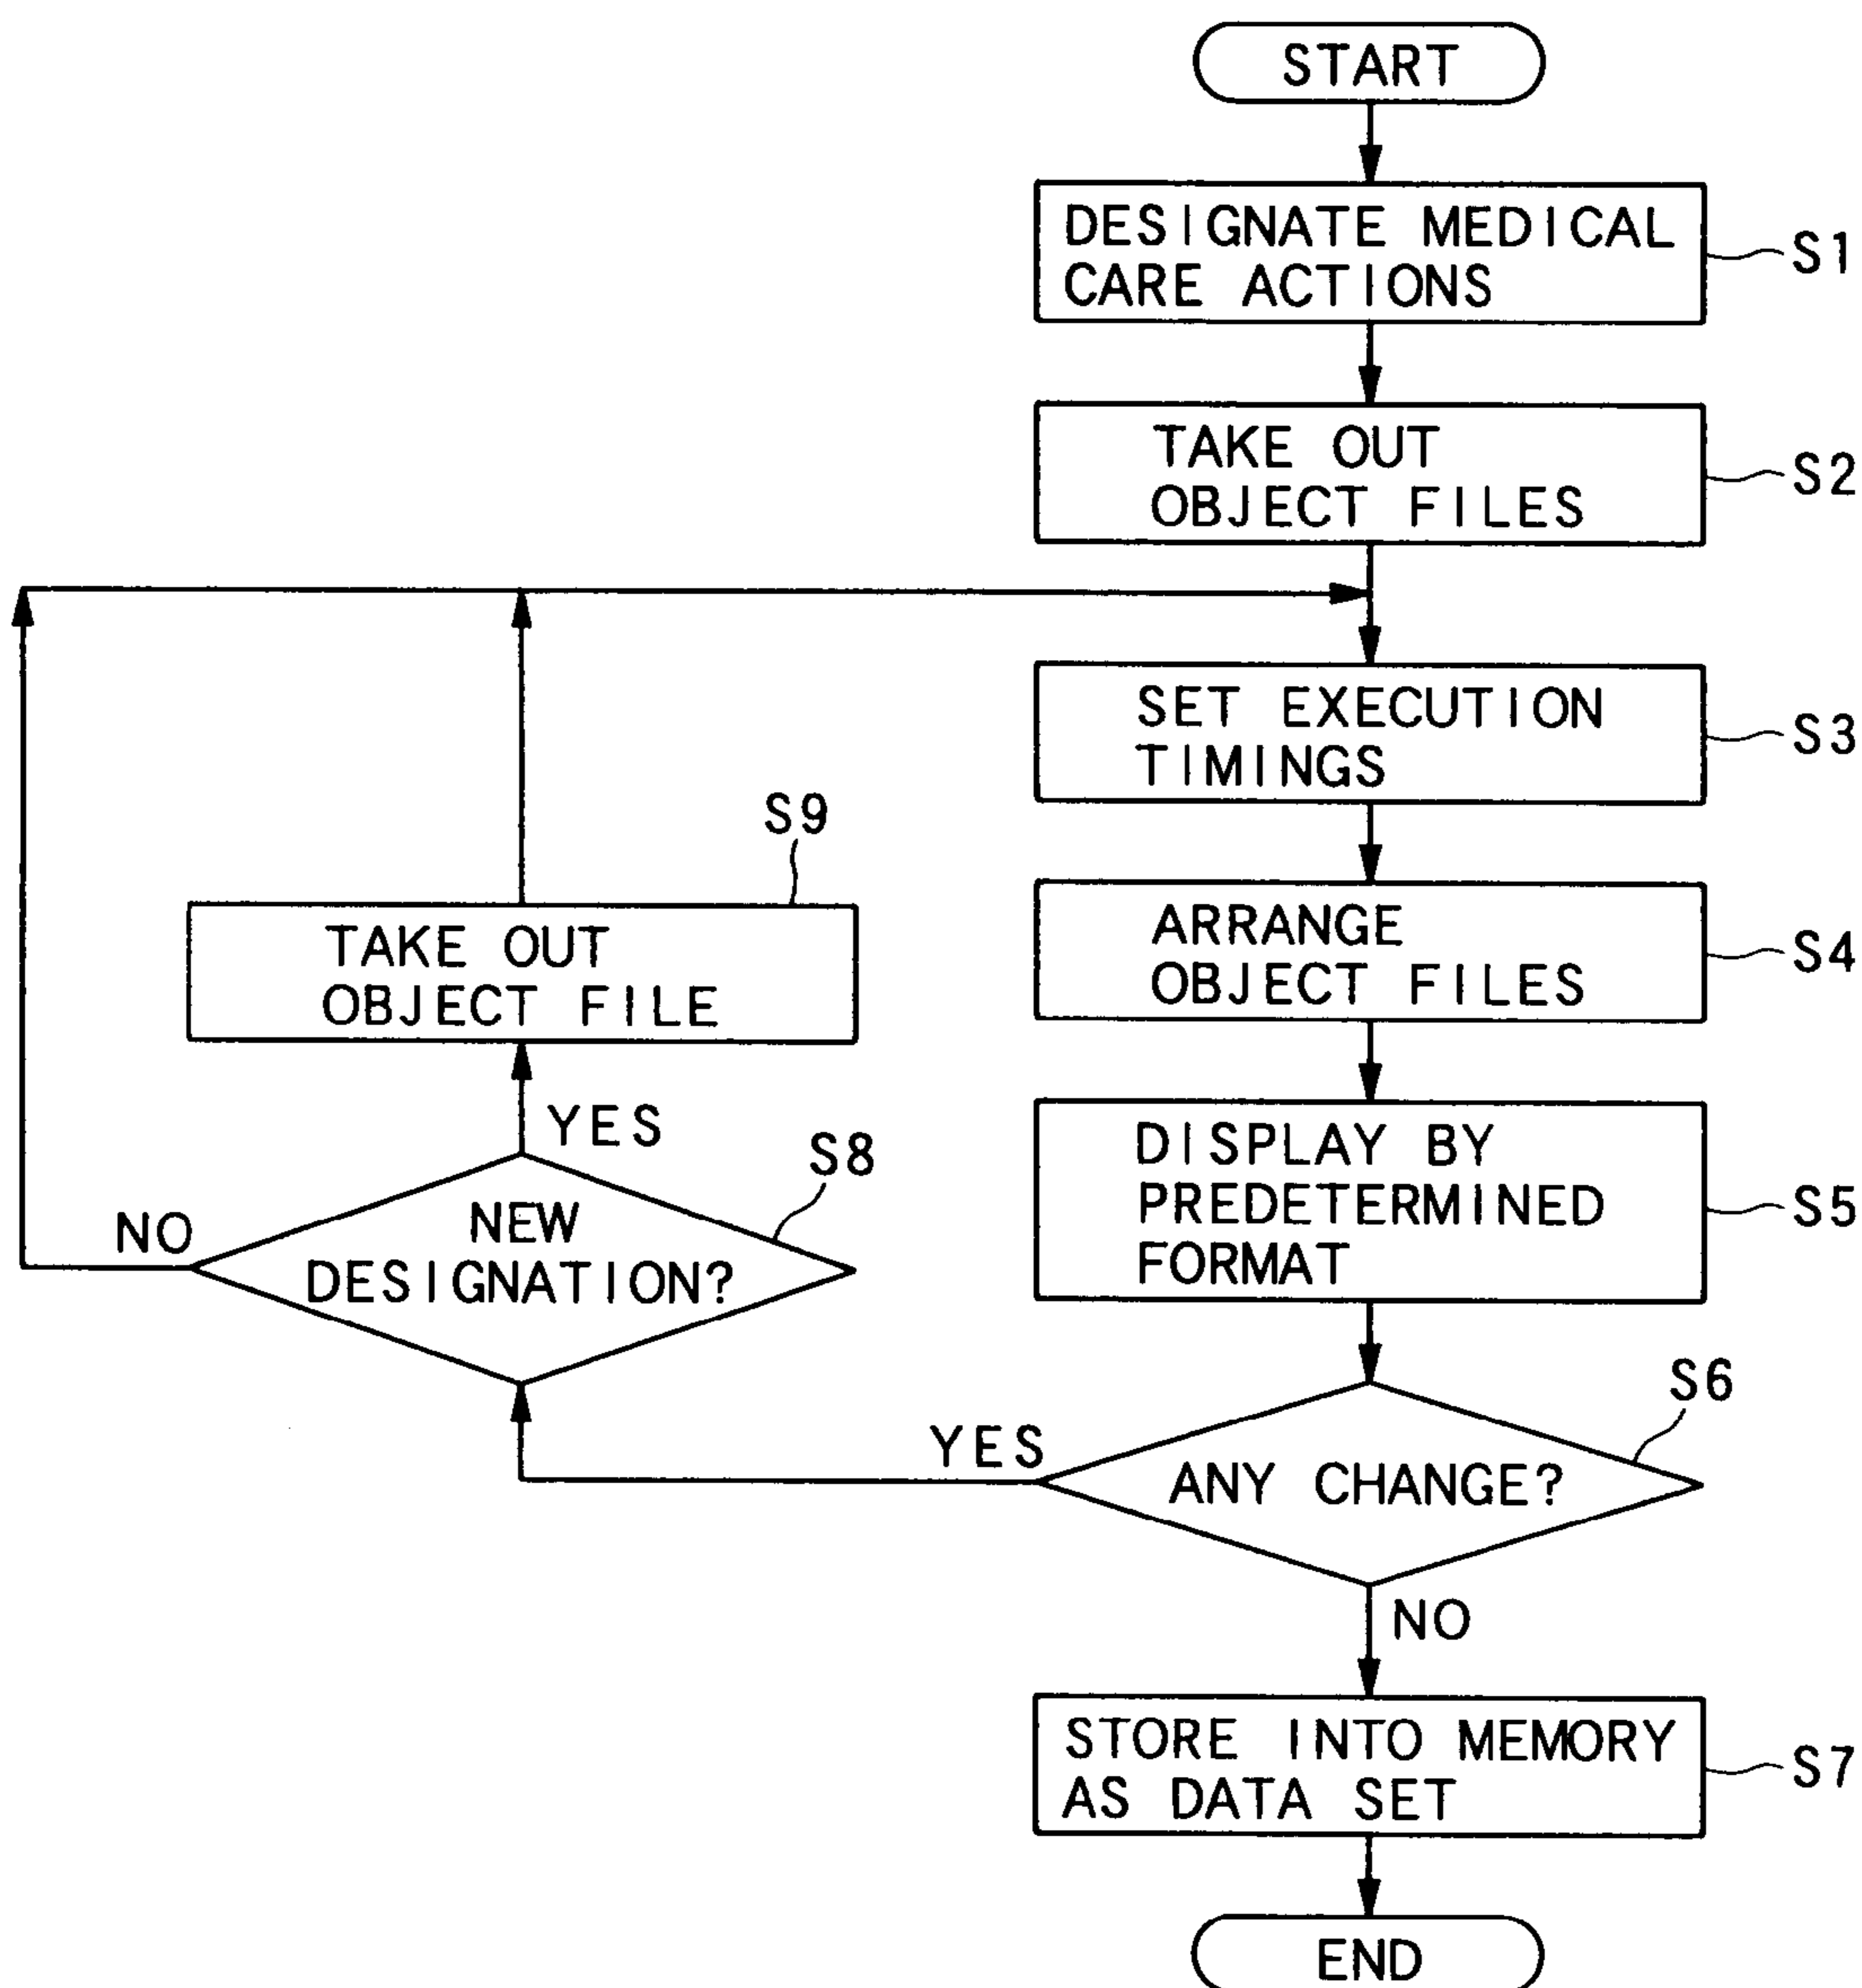 START
DESIGNATE MEDICAL
CARE ACTIONS
S1
TAKE OUT
OBJECT FILES
S2
SET EXECUTION
TIMINGS
S3
S9
TAKE OUT
OBJECT FILE
ARRANGE
OBJECT FILES
S4
YES
S8
NO
NEW
DESIGNATION?
DISPLAY BY
PREDETERMINED
FORMAT
S5
S6
YES
ANY CHANGE?
NO
STORE INTO MEMORY
AS DATA SET
S7
END